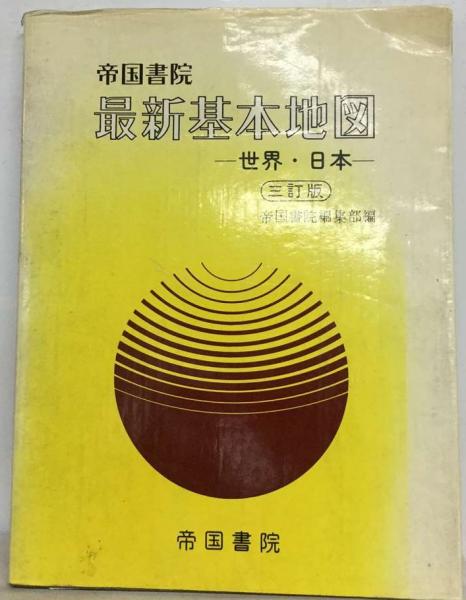 帝国書院
最新基本地図
—世界・日本—
三訂版
帝国書院編集部編
帝国書院